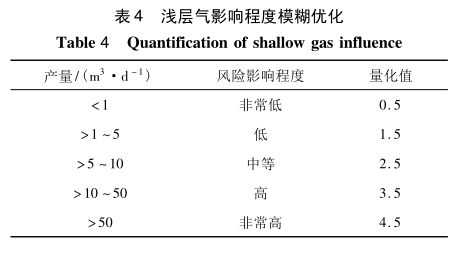 表 4 浅层气影响程度模糊优化
Table 4 Quantification of shallow gas influence
产量/(m³·d⁻¹) 风险影响程度 量化值
<1 非常低 0.5
>1~5 低 1.5
>5~10 中等 2.5
>10~50 高 3.5
>50 非常高 4.5